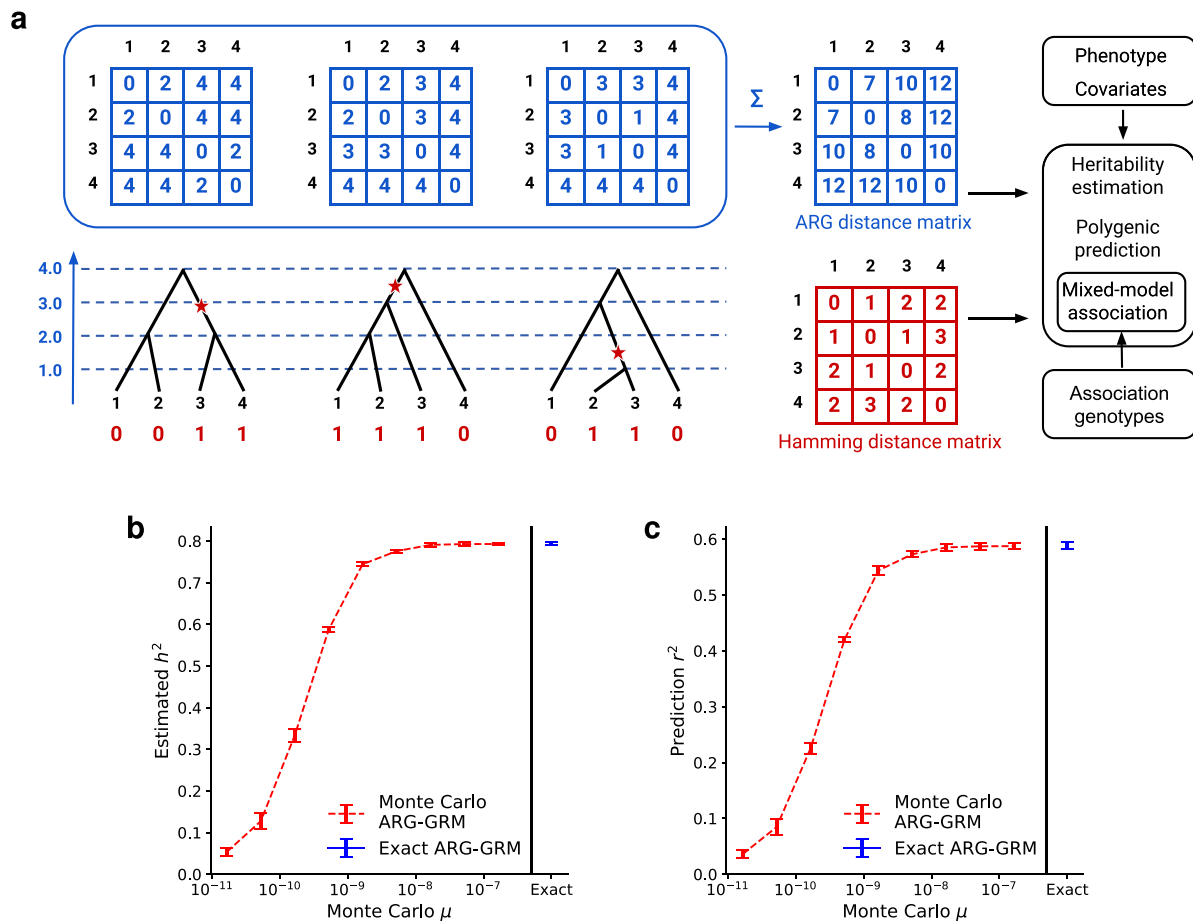 a
1 2 3 4
1 0 2 4 4
2 2 0 4 4
3 4 4 0 2
4 4 4 2 0
1 2 3 4
0 2 3 4
2 0 3 4
3 3 0 4
4 4 4 0
1 2 3 4
0 3 3 4
3 0 1 4
3 1 0 4
4 4 4 0
Σ
1 2 3 4
1 0 7 10 12
2 7 0 8 12
3 10 8 0 10
4 12 12 10 0
ARG distance matrix
4.0
3.0
2.0
1.0
1 2 3 4
0 0 1 1
1 2 3 4
1 1 1 0
1 2 3 4
0 1 1 0
1 2 3 4
1 0 1 2 2
2 1 0 1 3
3 2 1 0 2
4 2 3 2 0
Hamming distance matrix
Phenotype
Covariates
Heritability
estimation
Polygenic
prediction
Mixed-model
association
Association
genotypes
b
Estimated h²
0.8
0.7
0.6
0.5
0.4
0.3
0.2
0.1
0.0
10⁻¹¹ 10⁻¹⁰ 10⁻⁹ 10⁻⁸ 10⁻⁷ Exact
Monte Carlo μ
Monte Carlo
ARG-GRM
Exact ARG-GRM
c
Prediction r²
0.6
0.5
0.4
0.3
0.2
0.1
0.0
10⁻¹¹ 10⁻¹⁰ 10⁻⁹ 10⁻⁸ 10⁻⁷ Exact
Monte Carlo μ
Monte Carlo
ARG-GRM
Exact ARG-GRM